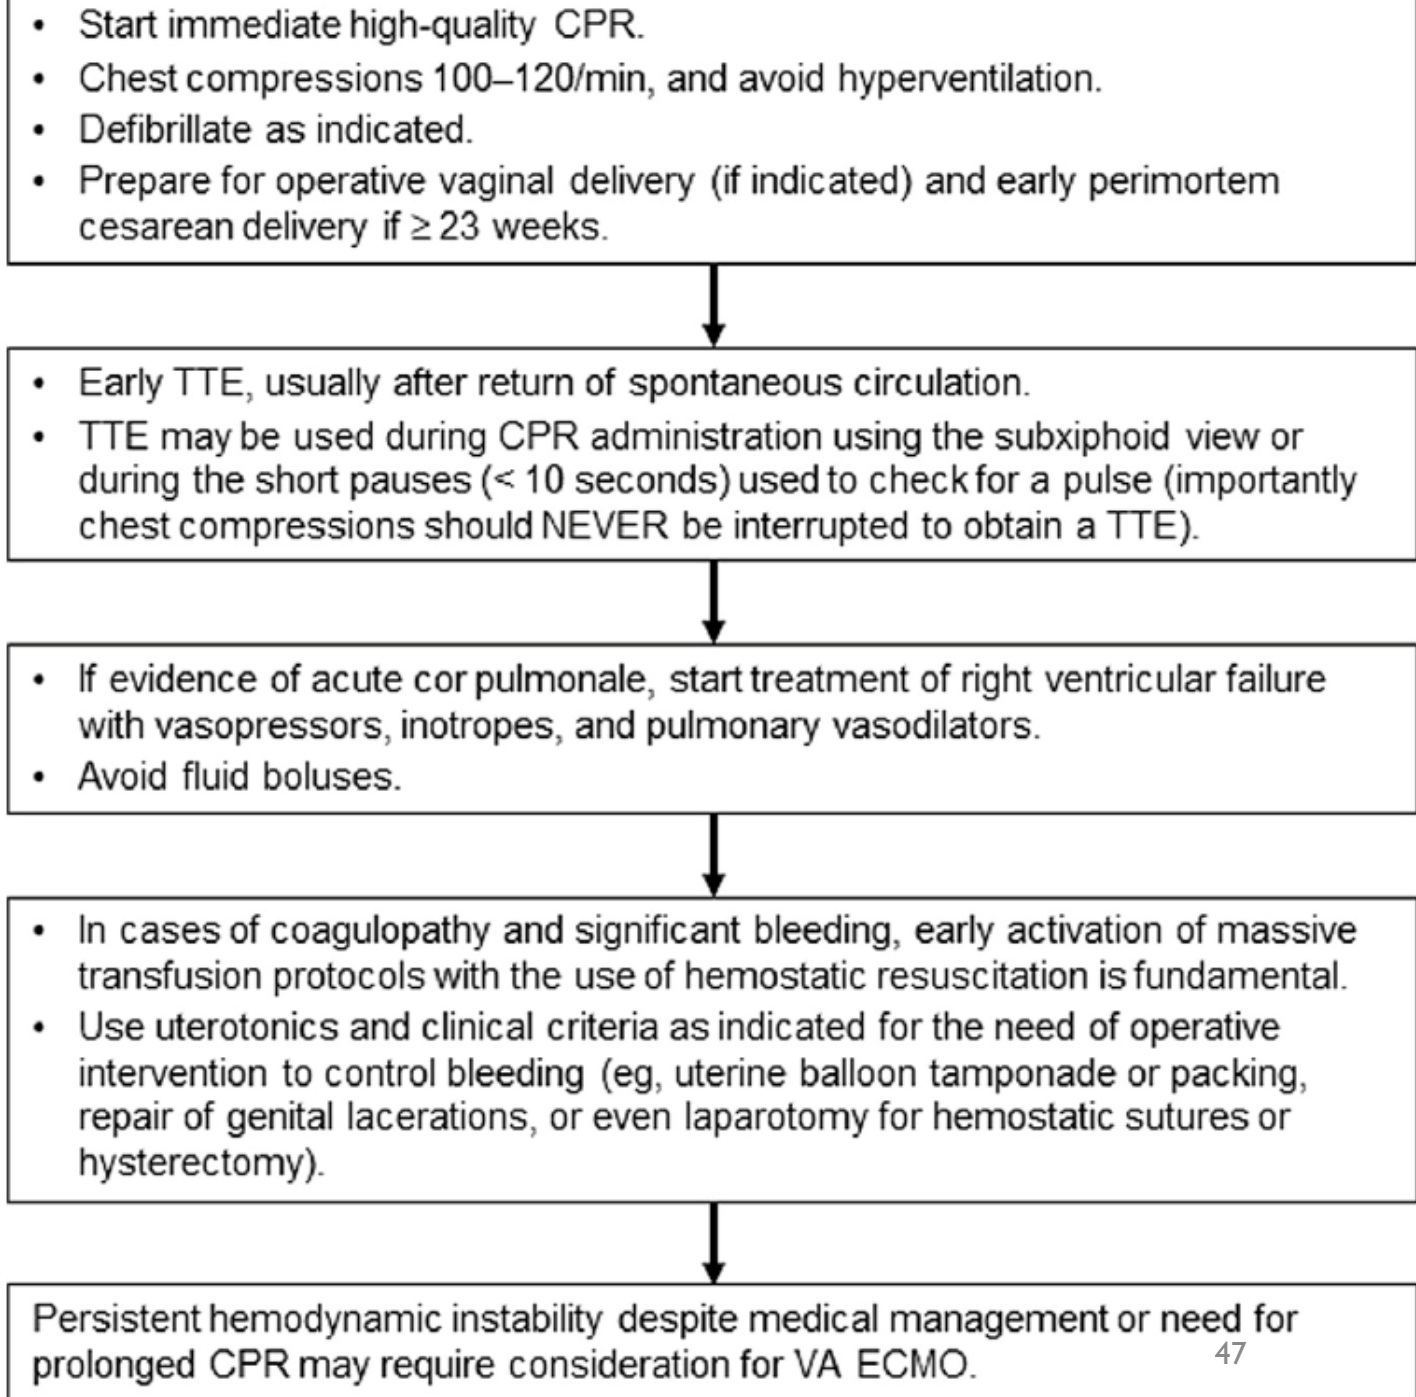 • Start immediate high-quality CPR.
• Chest compressions 100–120/min, and avoid hyperventilation.
• Defibrillate as indicated.
• Prepare for operative vaginal delivery (if indicated) and early perimortem
cesarean delivery if ≥ 23 weeks.
• Early TTE, usually after return of spontaneous circulation.
• TTE may be used during CPR administration using the subxiphoid view or
during the short pauses (< 10 seconds) used to check for a pulse (importantly
chest compressions should NEVER be interrupted to obtain a TTE).
• If evidence of acute cor pulmonale, start treatment of right ventricular failure
with vasopressors, inotropes, and pulmonary vasodilators.
• Avoid fluid boluses.
• In cases of coagulopathy and significant bleeding, early activation of massive
transfusion protocols with the use of hemostatic resuscitation is fundamental.
• Use uterotonics and clinical criteria as indicated for the need of operative
intervention to control bleeding (eg, uterine balloon tamponade or packing,
repair of genital lacerations, or even laparotomy for hemostatic sutures or
hysterectomy).
Persistent hemodynamic instability despite medical management or need for
prolonged CPR may require consideration for VA ECMO.
47